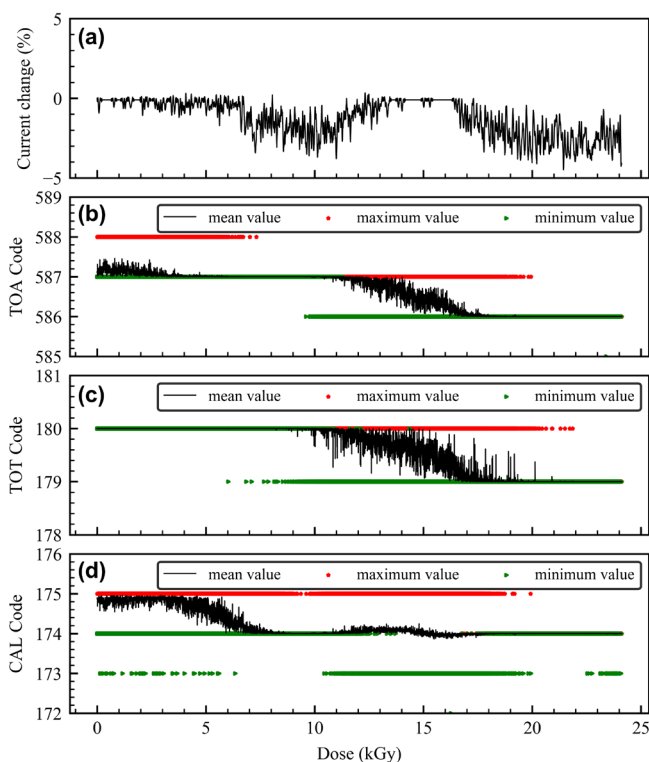 (a)
Current change (%)
5
0
−5
(b)
mean value
maximum value
minimum value
TOA Code
589
588
587
586
585
(c)
mean value
maximum value
minimum value
TOT Code
181
180
179
178
(d)
mean value
maximum value
minimum value
CAL Code
176
175
174
173
172
0 5 10 15 20 25
Dose (kGy)